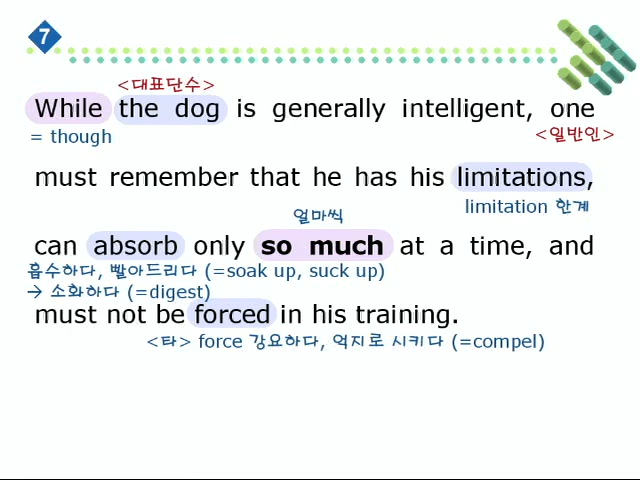 7
<대표단수>
While the dog is generally intelligent, one
= though <일반인>
must remember that he has his limitations,
얼마씩 limitation 한계
can absorb only so much at a time, and
흡수하다, 빨아드리다 (=soak up, suck up)
→ 소화하다 (=digest)
must not be forced in his training.
<타> force 강요하다, 억지로 시키다 (=compel)